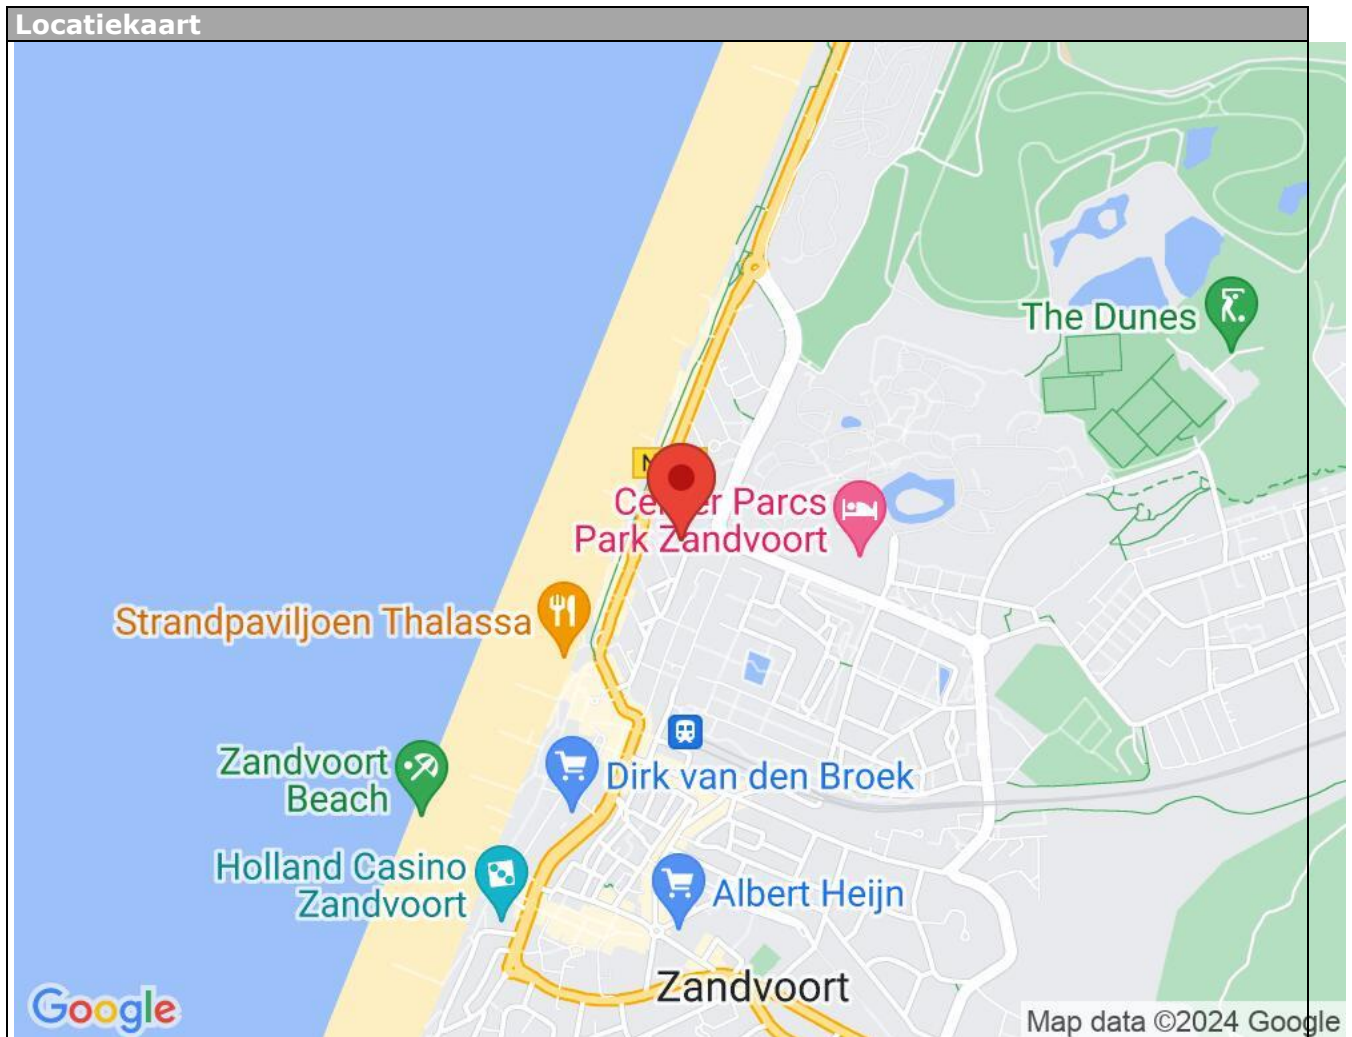 Locatiekaart
The Dunes
N
Center Parcs
Park Zandvoort
Strandpaviljoen Thalassa
Zandvoort
Beach
Dirk van den Broek
Holland Casino
Zandvoort
Albert Heijn
Zandvoort
Google
Map data ©2024 Google